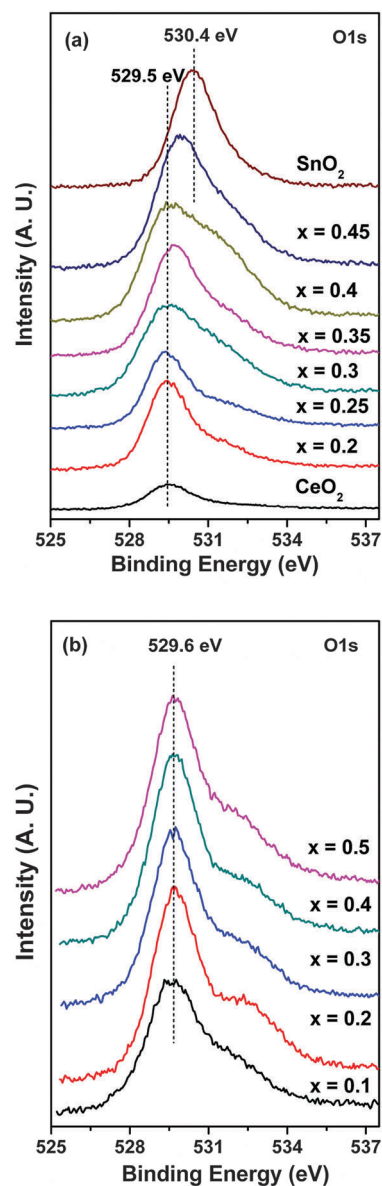 (a)
530.4 eV
O1s
529.5 eV
SnO₂
x = 0.45
x = 0.4
x = 0.35
x = 0.3
x = 0.25
x = 0.2
CeO₂
Intensity (A. U.)
525 528 531 534 537
Binding Energy (eV)
(b)
529.6 eV
O1s
x = 0.5
x = 0.4
x = 0.3
x = 0.2
x = 0.1
Intensity (A. U.)
525 528 531 534 537
Binding Energy (eV)